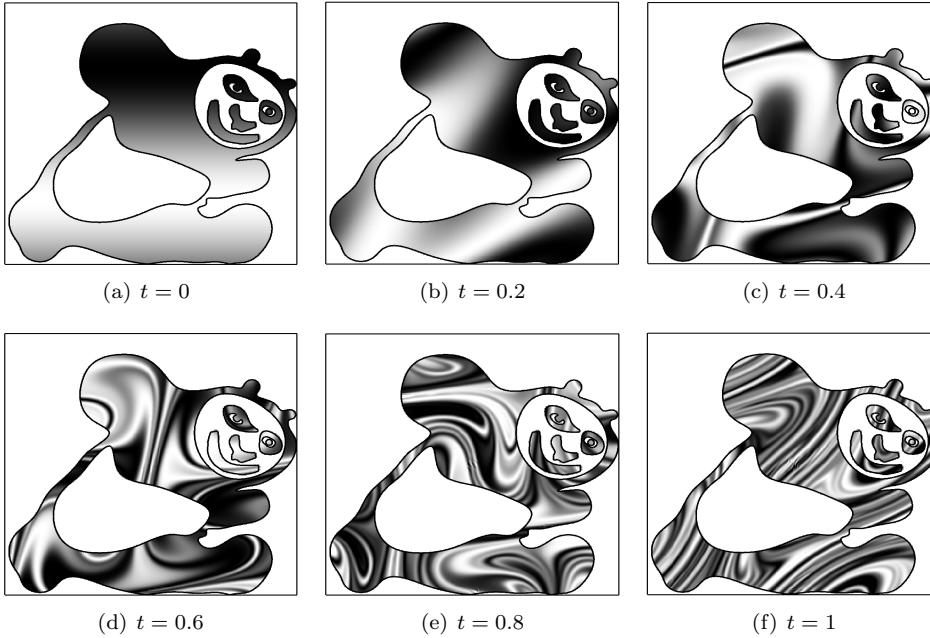 (a) t = 0
(b) t = 0.2
(c) t = 0.4
(d) t = 0.6
(e) t = 0.8
(f) t = 1